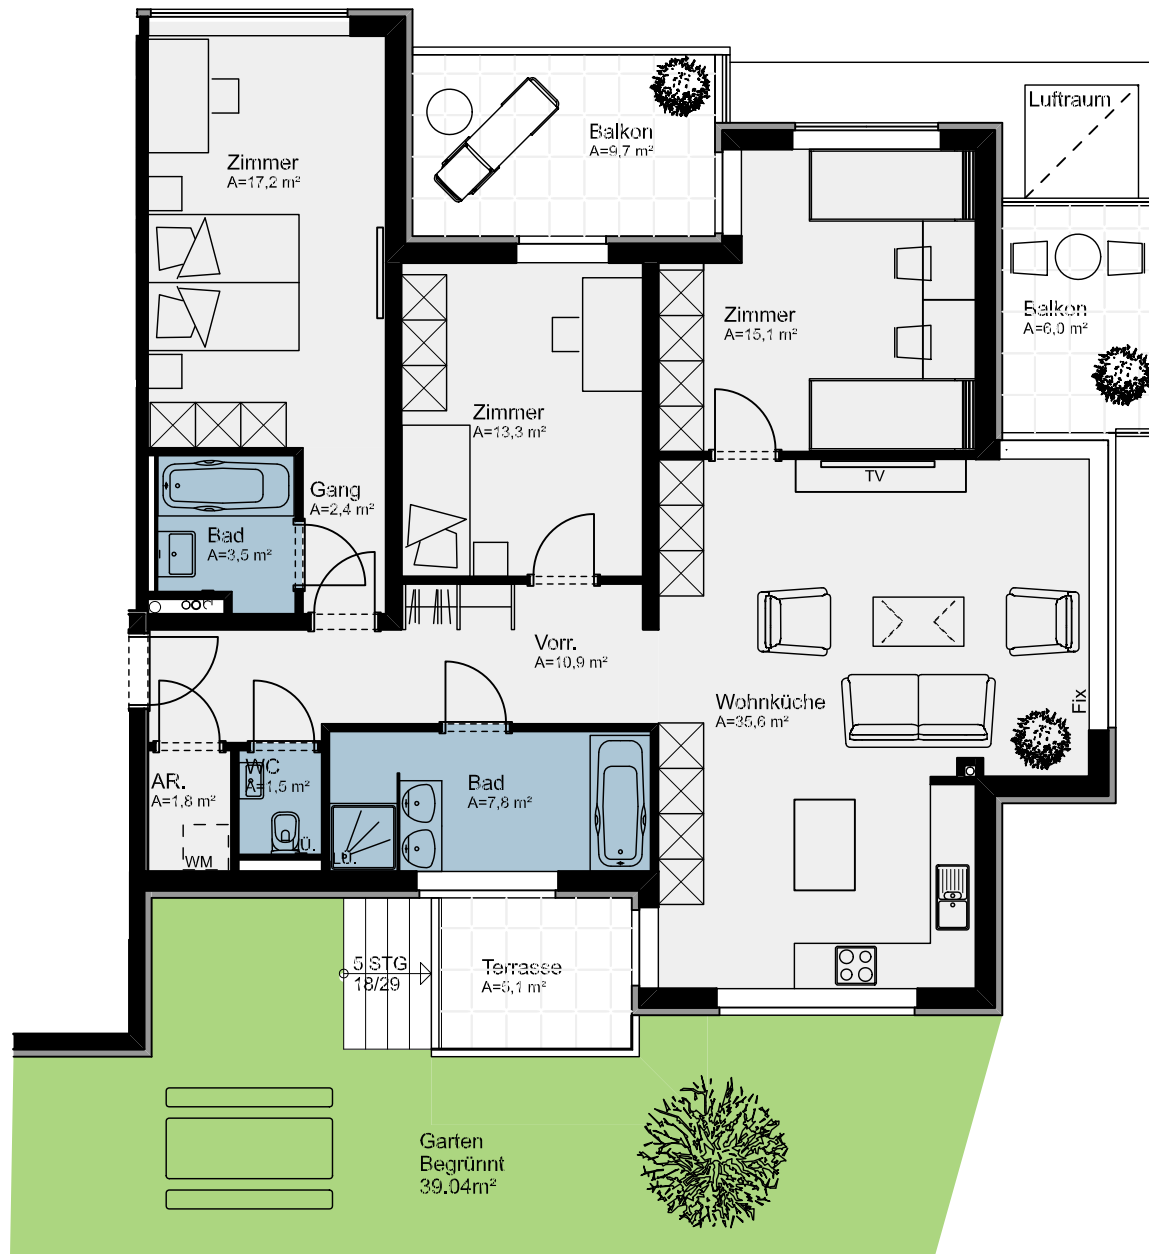 Luftraum
Balkon
A=9,7 m²
Zimmer
A=17,2 m²
Balkon
A=6,0 m²
Zimmer
A=15,1 m²
Zimmer
A=13,3 m²
TV
Gang
A=2,4 m²
Bad
A=3,5 m²
Vorr.
A=10,9 m²
Wohnküche
A=35,6 m²
Fix
AR.
A=1,8 m²
WM
WC
A=1,5 m²
Ü.
LÜ.
Bad
A=7,8 m²
5 STG
18/29
Terrasse
A=5,1 m²
Garten
Begrünnt
39.04m²